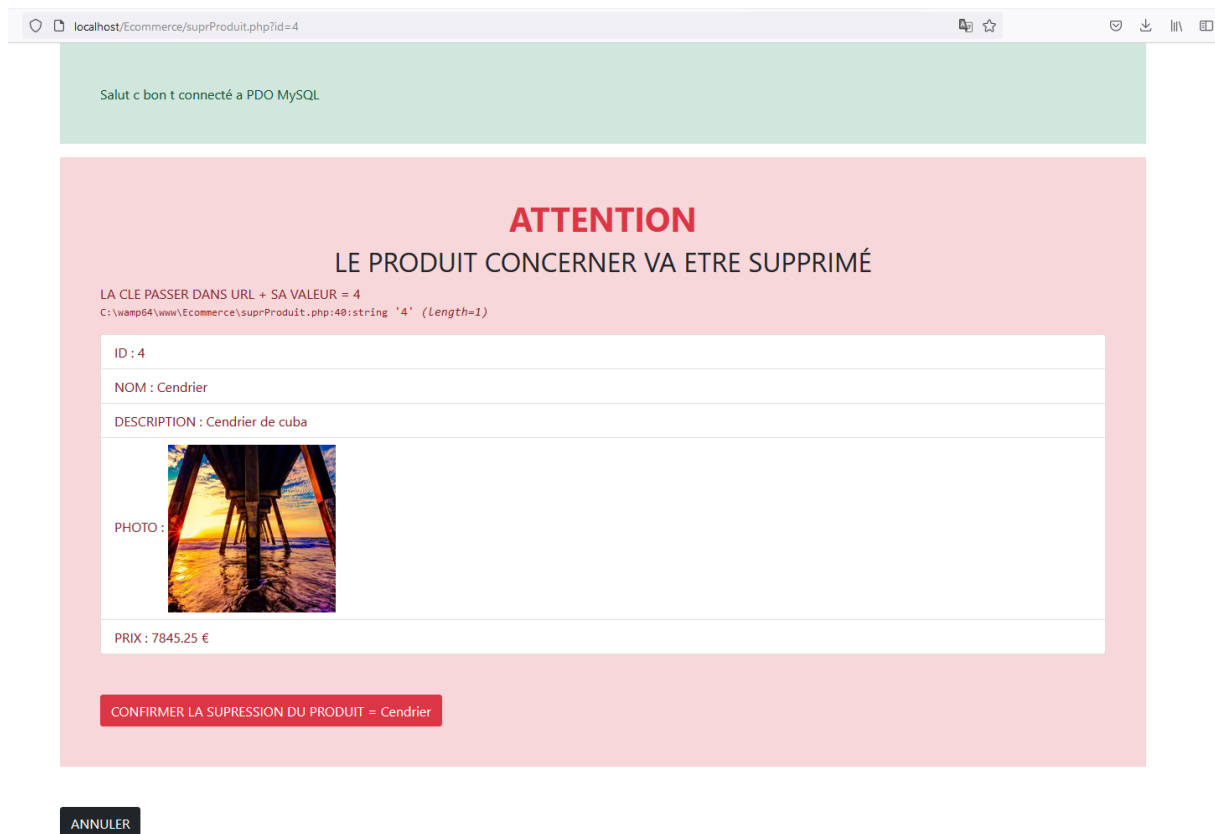 localhost/Ecommerce/suprProduit.php?id=4
Salut c bon t connecté a PDO MySQL
ATTENTION
LE PRODUIT CONCERNER VA ETRE SUPPRIMÉ
LA CLE PASSER DANS URL + SA VALEUR = 4
C:\wamp64\www\Ecommerce\suprProduit.php:40:string '4' (length=1)
ID : 4
NOM : Cendrier
DESCRIPTION : Cendrier de cuba
PHOTO :
PRIX : 7845.25 €
CONFIRMER LA SUPRESSION DU PRODUIT = Cendrier
ANNULER